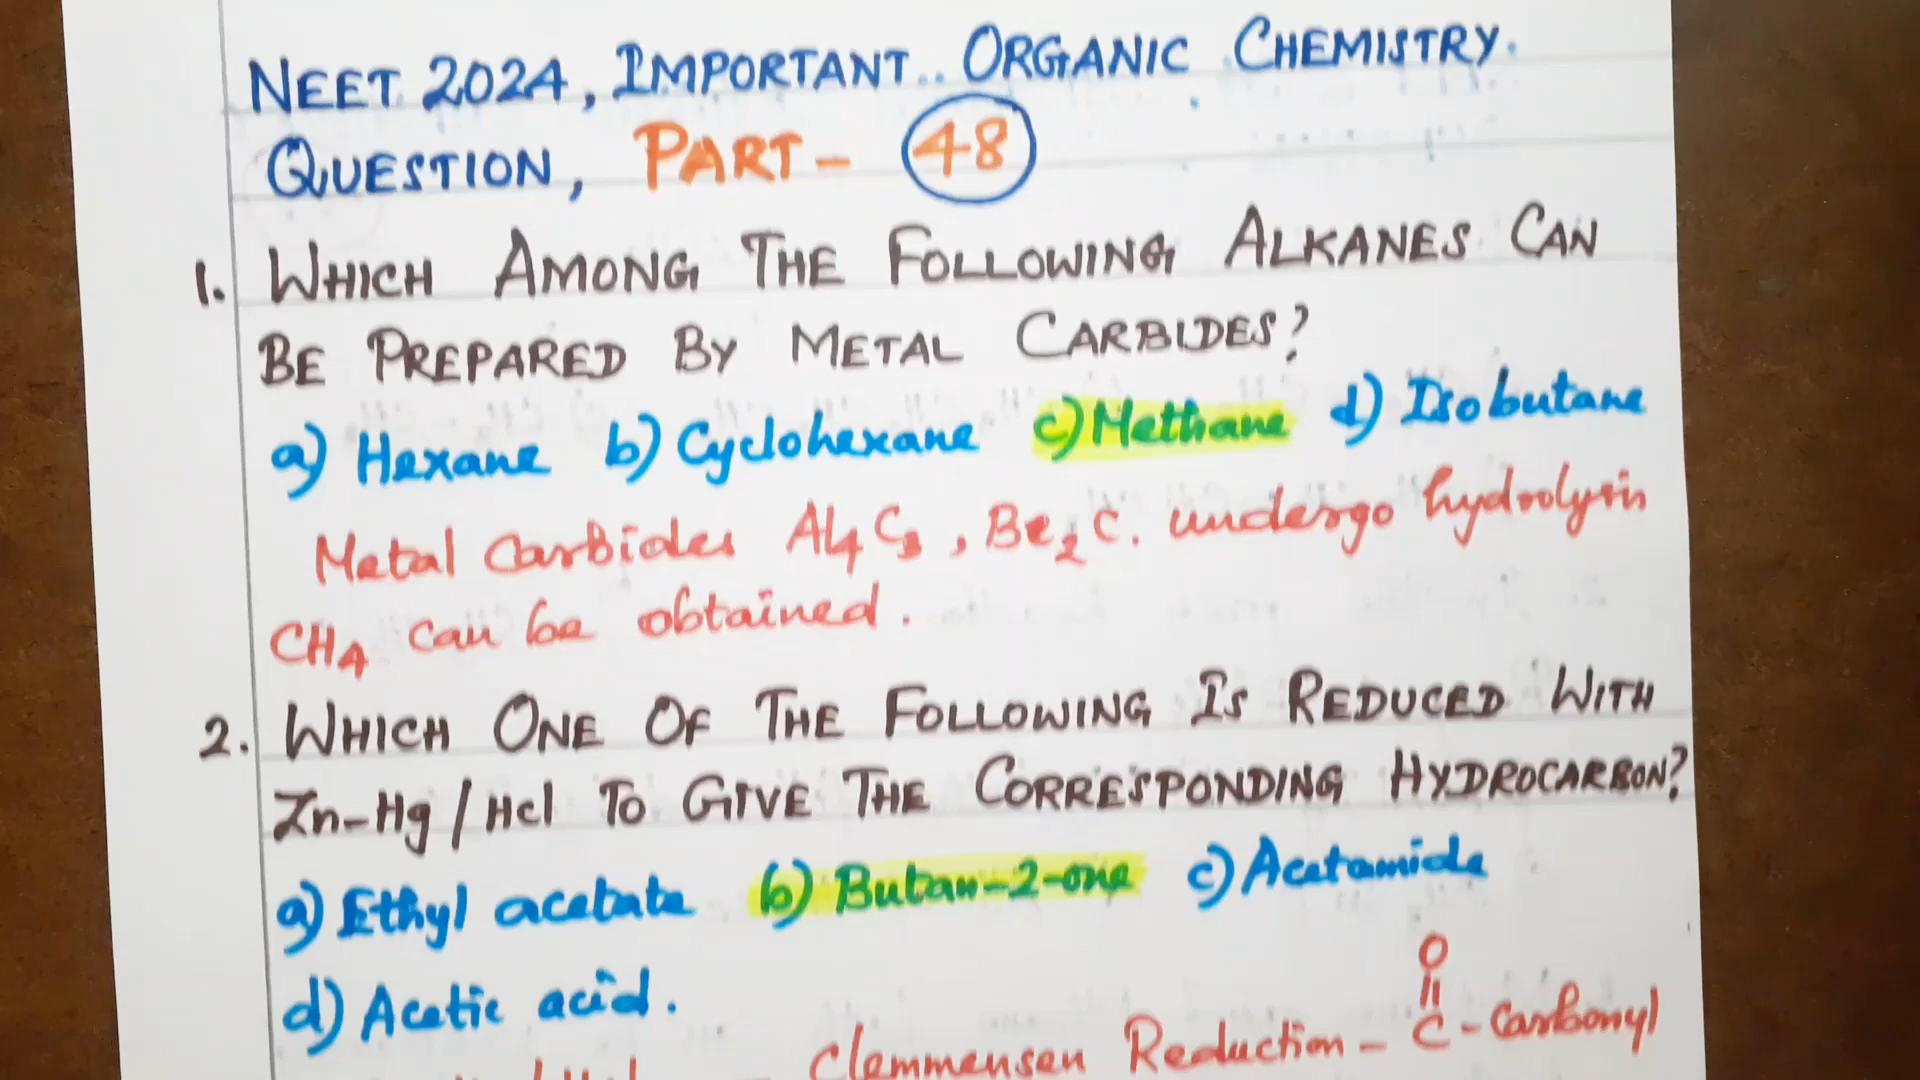 NEET 2024, IMPORTANT.. ORGANIC CHEMISTRY.
QUESTION, PART - 48
1. WHICH AMONG THE FOLLOWING ALKANES CAN
BE PREPARED BY METAL CARBIDES?
a) Hexane b) Cyclohexane c) Methane d) Isobutane
Metal Carbides Al4C3, Be2C. undergo hydrolysis
CH4 can be obtained.
2. WHICH ONE OF THE FOLLOWING IS REDUCED WITH
Zn-Hg/HCl TO GIVE THE CORRESPONDING HYDROCARBON?
a) Ethyl acetate b) Butan-2-one c) Acetamide
d) Acetic acid.
O
Clemmensen Reduction - C - Carbonyl